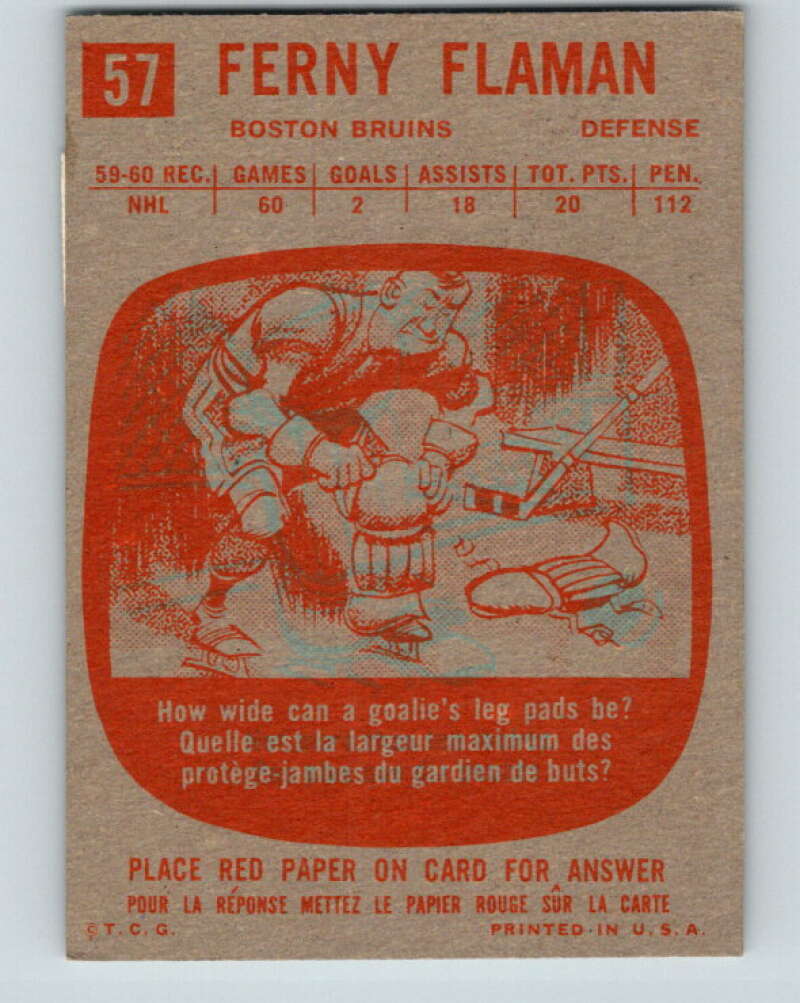 57 FERNY FLAMAN
BOSTON BRUINS DEFENSE
59-60 REC. GAMES GOALS ASSISTS TOT. PTS. PEN.
NHL 60 2 18 20 112
How wide can a goalie's leg pads be?
Quelle est la largeur maximum des
protège-jambes du gardien de buts?
PLACE RED PAPER ON CARD FOR ANSWER
POUR LA RÉPONSE METTEZ LE PAPIER ROUGE SÛR LA CARTE
© T. C. G. PRINTED · IN U. S. A.